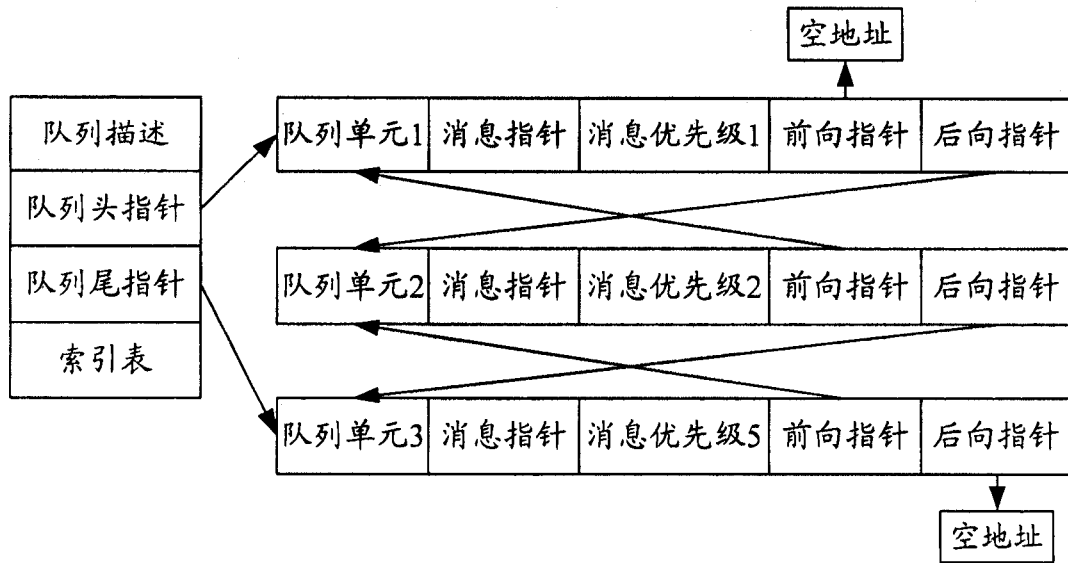 空地址
队列描述
队列头指针
队列尾指针
索引表
队列单元1 消息指针 消息优先级1 前向指针 后向指针
队列单元2 消息指针 消息优先级2 前向指针 后向指针
队列单元3 消息指针 消息优先级5 前向指针 后向指针
空地址